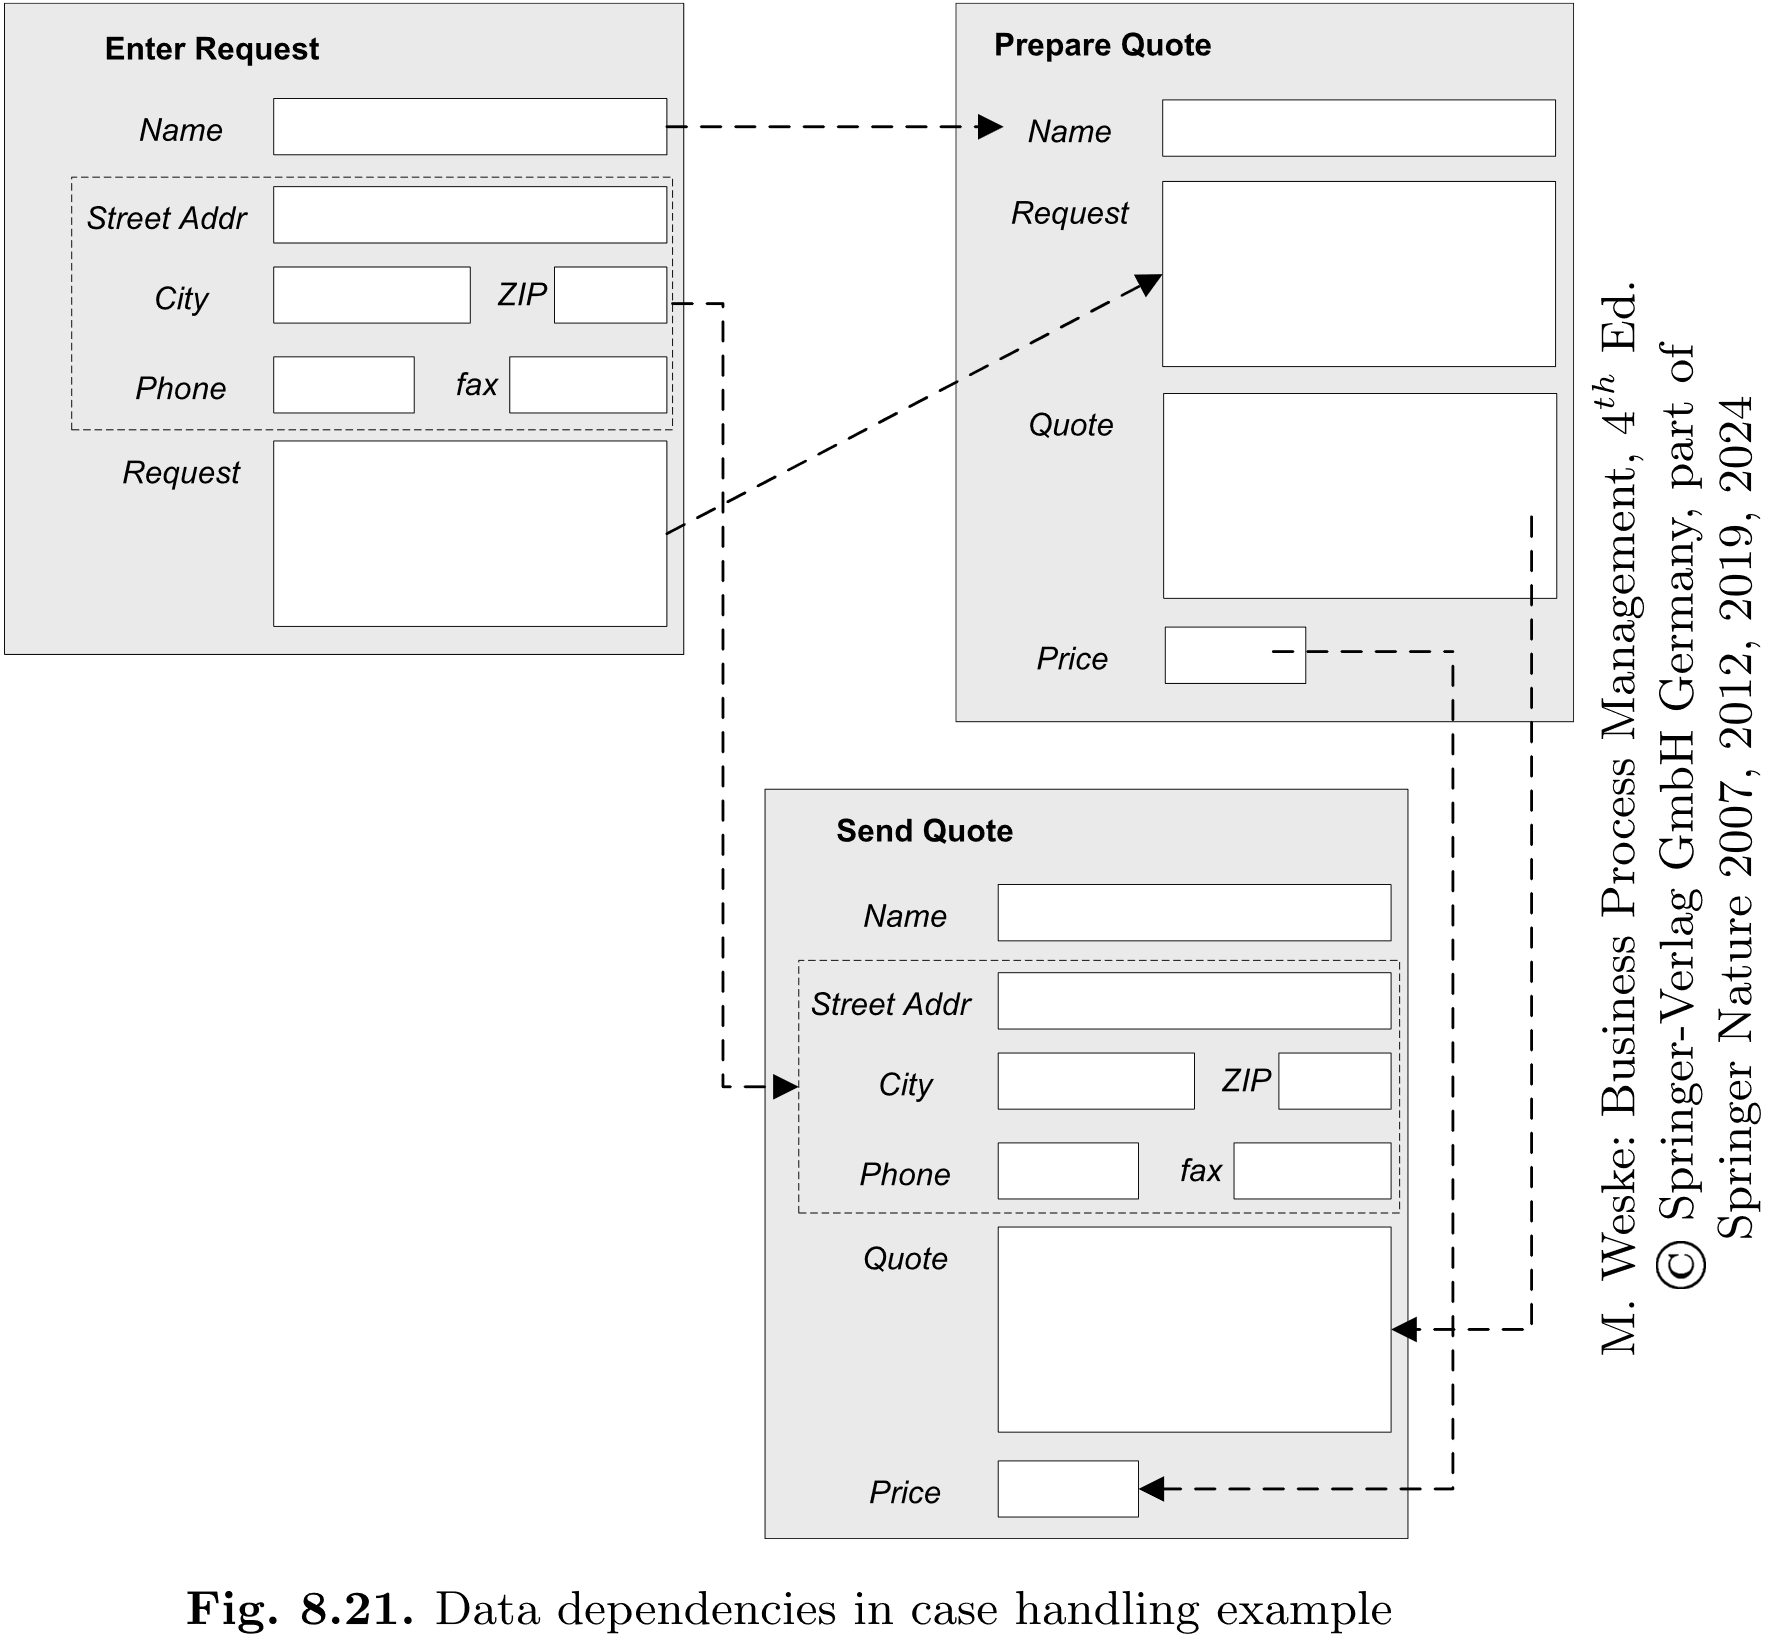 Enter Request
Name
Street Addr
City ZIP
Phone fax
Request
Prepare Quote
Name
Request
Quote
Price
Send Quote
Name
Street Addr
City ZIP
Phone fax
Quote
Price
M. Weske: Business Process Management, 4th Ed.
© Springer-Verlag GmbH Germany, part of
Springer Nature 2007, 2012, 2019, 2024
Fig. 8.21. Data dependencies in case handling example